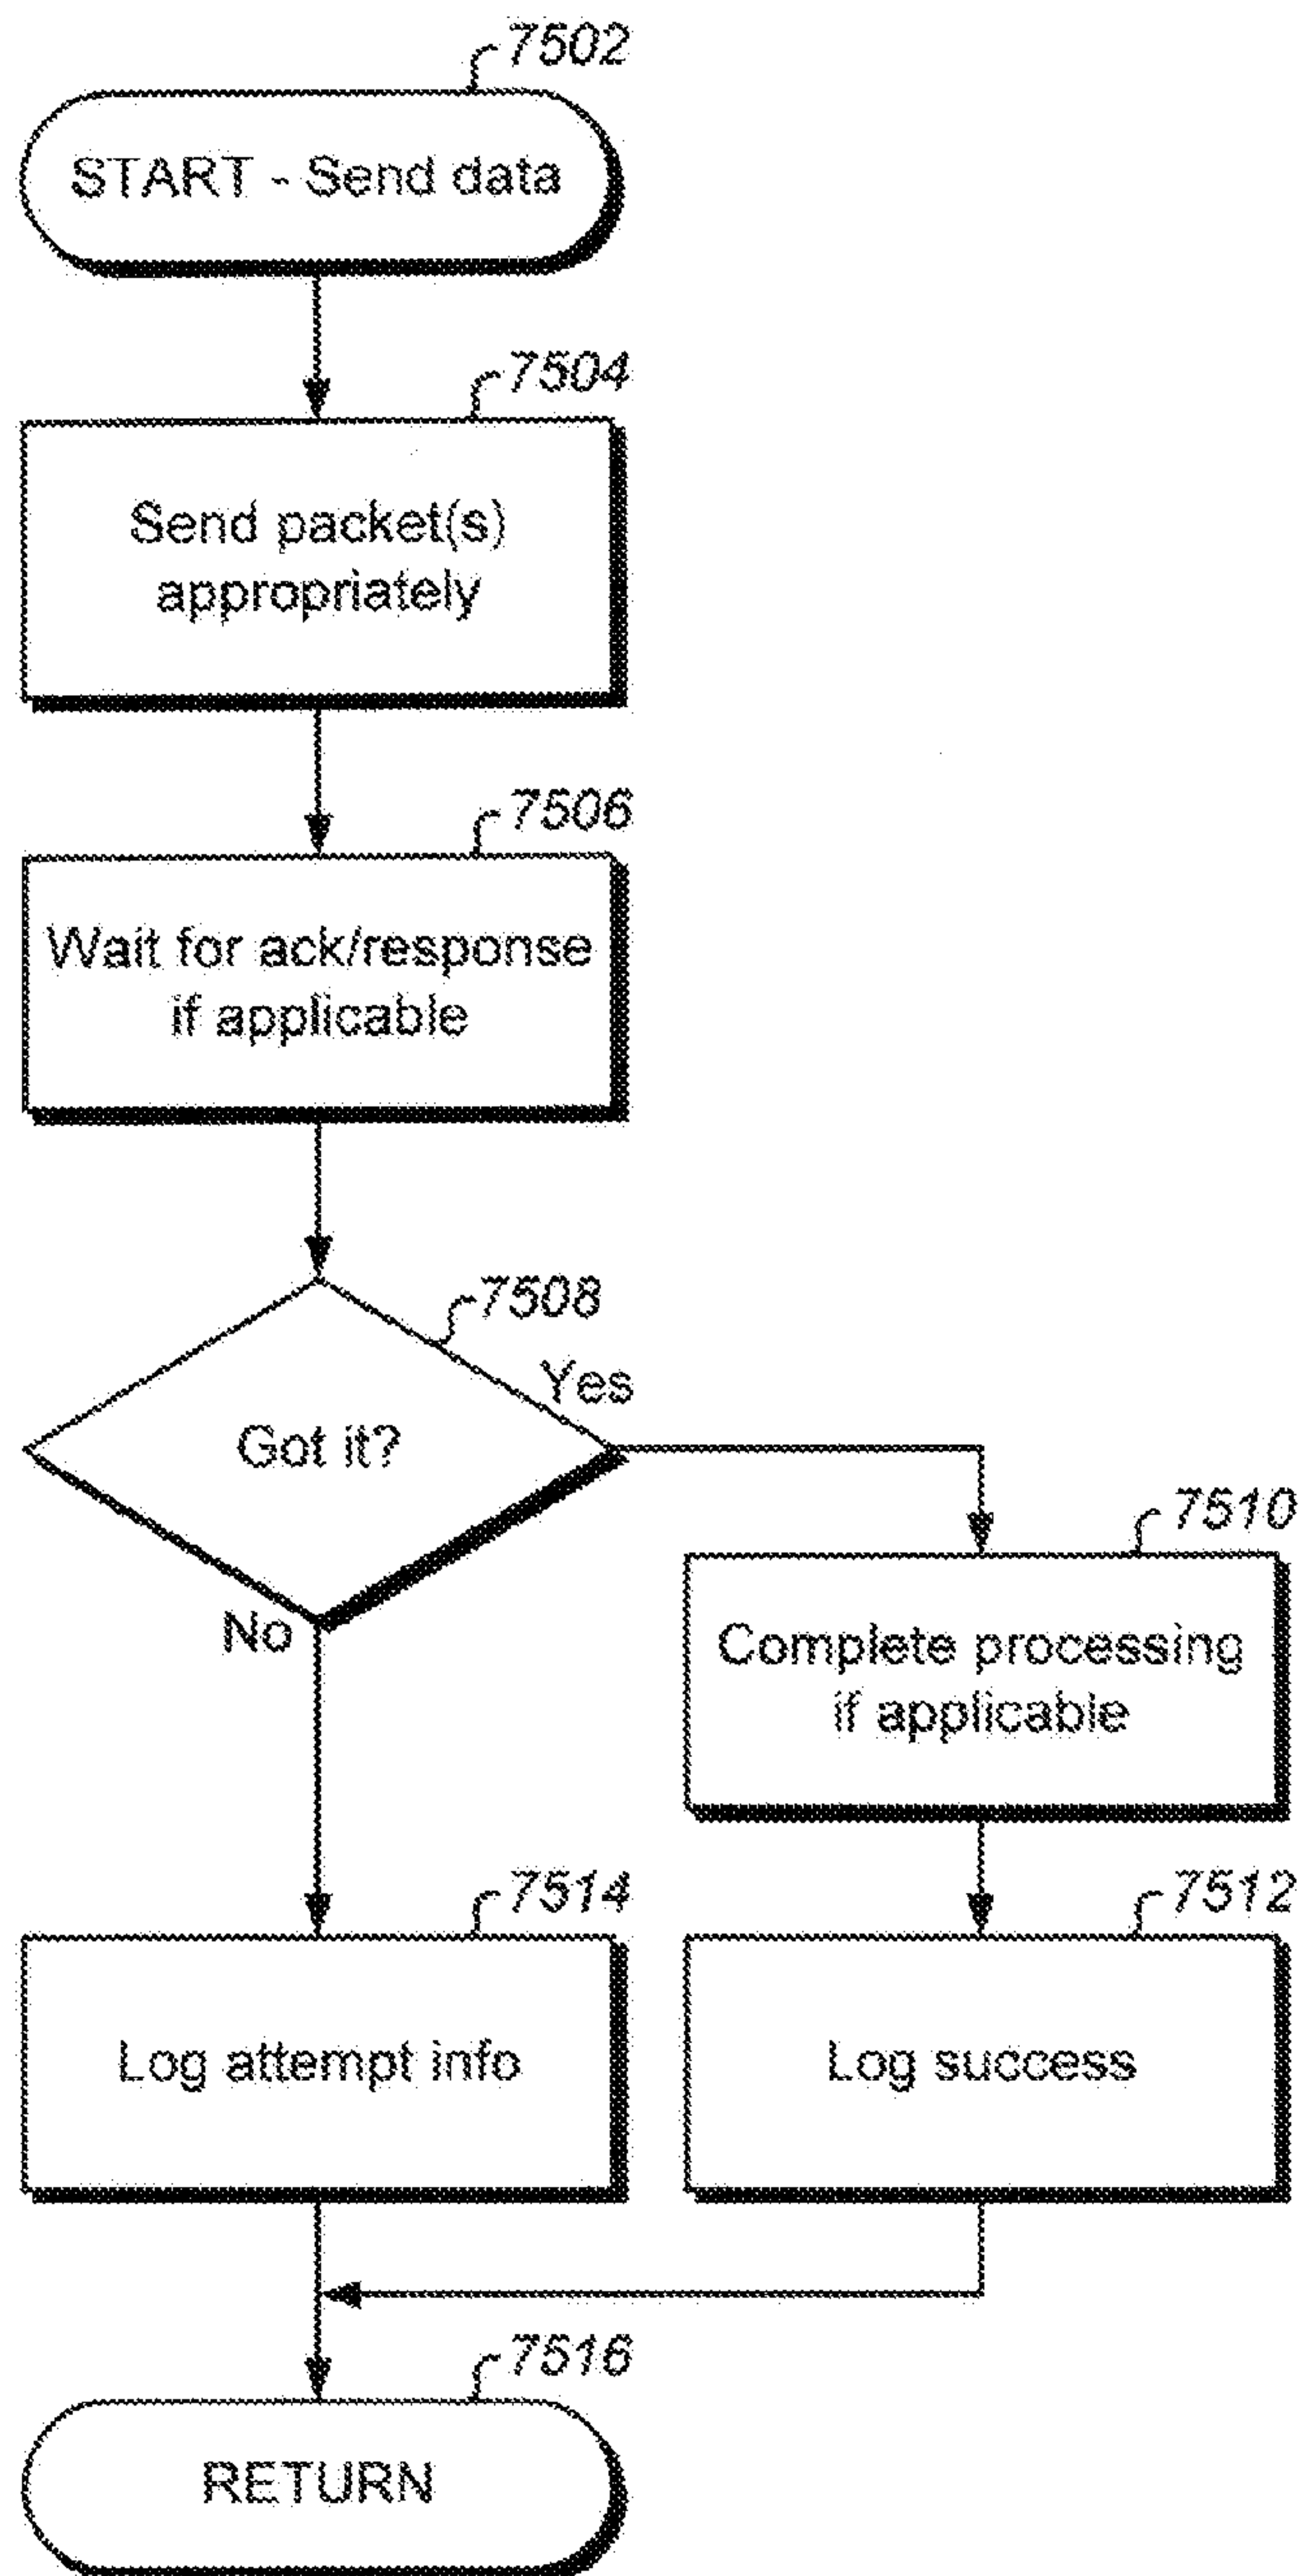 7502
START - Send data
7504
Send packet(s)
appropriately
7506
Wait for ack/response
if applicable
7508
Yes
Got it?
No
7510
Complete processing
if applicable
7514
Log attempt info
7512
Log success
7516
RETURN